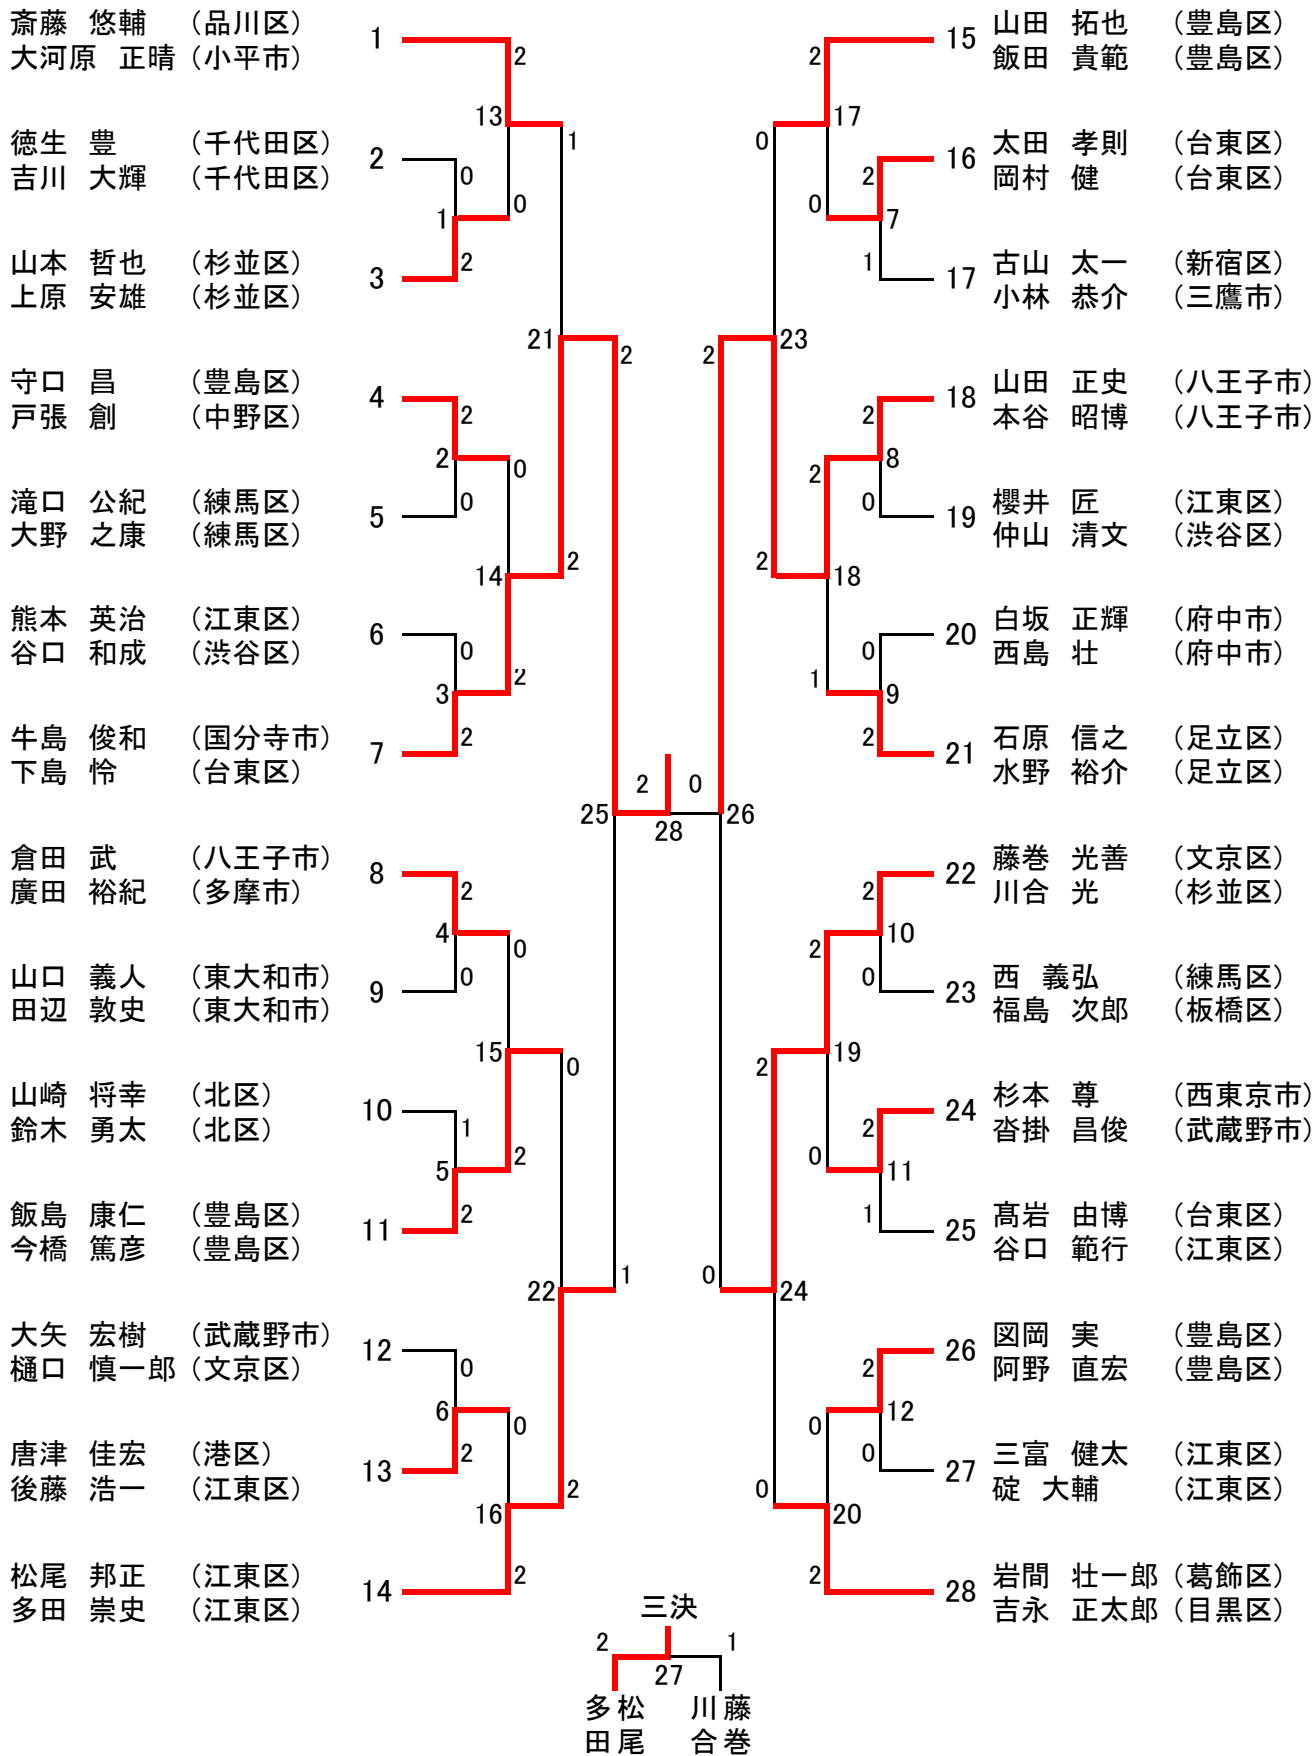 斎藤 悠輔 （品川区）
大河原 正晴 （小平市）
1
徳生 豊 （千代田区）
吉川 大輝 （千代田区）
2
山本 哲也 （杉並区）
上原 安雄 （杉並区）
3
守口 昌 （豊島区）
戸張 創 （中野区）
4
滝口 公紀 （練馬区）
大野 之康 （練馬区）
5
熊本 英治 （江東区）
谷口 和成 （渋谷区）
6
牛島 俊和 （国分寺市）
下島 怜 （台東区）
7
倉田 武 （八王子市）
廣田 裕紀 （多摩市）
8
山口 義人 （東大和市）
田辺 敦史 （東大和市）
9
山崎 将幸 （北区）
鈴木 勇太 （北区）
10
飯島 康仁 （豊島区）
今橋 篤彦 （豊島区）
11
大矢 宏樹 （武蔵野市）
樋口 慎一郎 （文京区）
12
唐津 佳宏 （港区）
後藤 浩一 （江東区）
13
松尾 邦正 （江東区）
多田 崇史 （江東区）
14
2
13
0
1
0
2
2
2
0
0
14
2
0
3
2
2
4
0
0
15
2
1
5
2
0
6
2
0
16
2
1
21
2
0
22
2
2
25
1
2
0
28
2
26
0
0
23
2
2
24
0
2
17
0
2
7
1
2
8
0
2
18
1
0
9
2
2
10
0
2
19
0
2
11
1
2
12
0
0
20
2
15
山田 拓也 （豊島区）
飯田 貴範 （豊島区）
16
太田 孝則 （台東区）
岡村 健 （台東区）
17
古山 太一 （新宿区）
小林 恭介 （三鷹市）
18
山田 正史 （八王子市）
本谷 昭博 （八王子市）
19
櫻井 匠 （江東区）
仲山 清文 （渋谷区）
20
白坂 正輝 （府中市）
西島 壮 （府中市）
21
石原 信之 （足立区）
水野 裕介 （足立区）
22
藤巻 光善 （文京区）
川合 光 （杉並区）
23
西 義弘 （練馬区）
福島 次郎 （板橋区）
24
杉本 尊 （西東京市）
沓掛 昌俊 （武蔵野市）
25
髙岩 由博 （台東区）
谷口 範行 （江東区）
26
図岡 実 （豊島区）
阿野 直宏 （豊島区）
27
三富 健太 （江東区）
碇 大輔 （江東区）
28
岩間 壮一郎 （葛飾区）
吉永 正太郎 （目黒区）
三決
2
1
27
松尾
多田
藤巻
川合